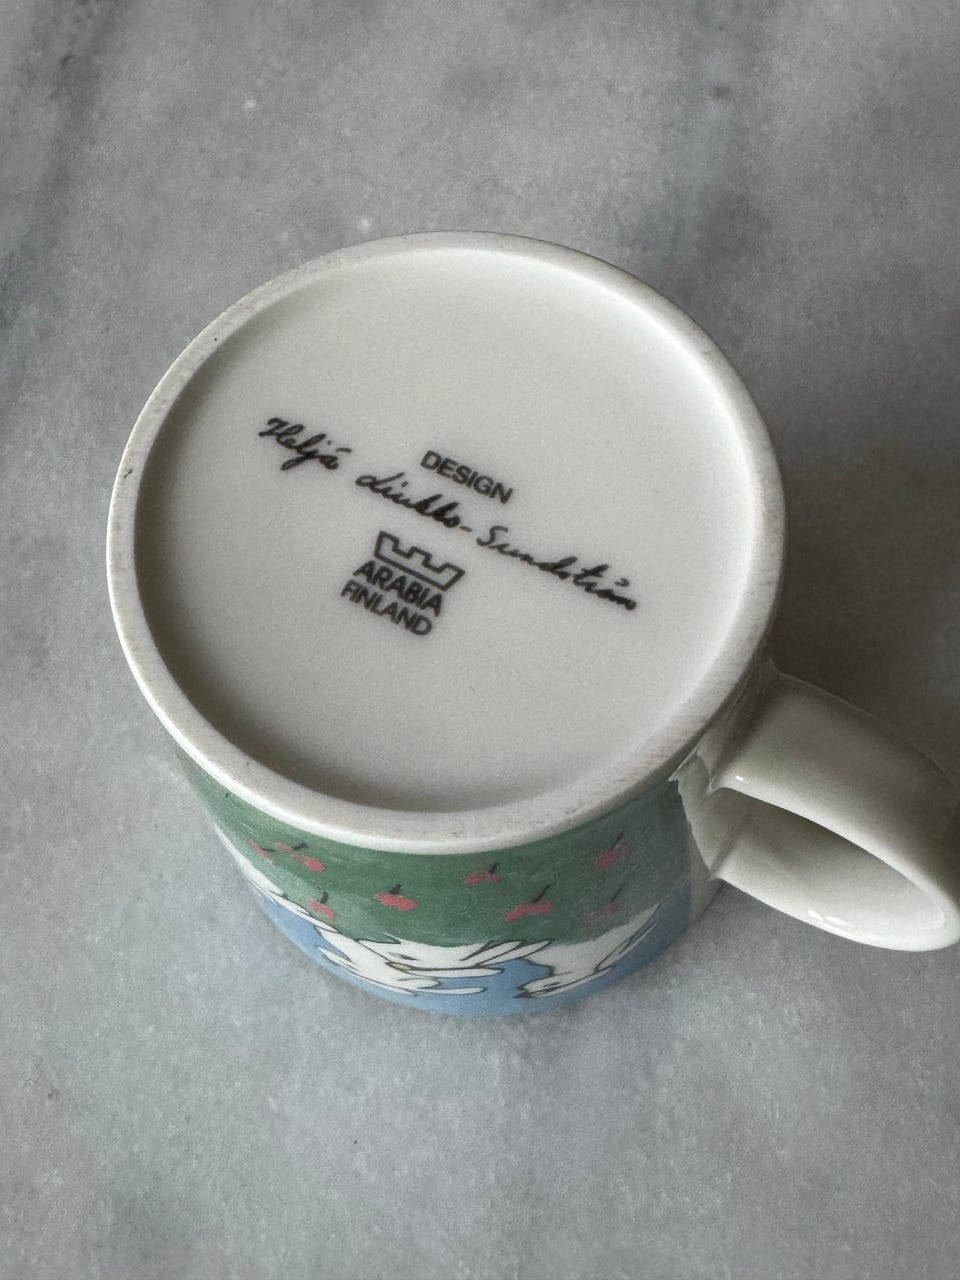 DESIGN
Heljä Liukko-Sundström
ARABIA
FINLAND